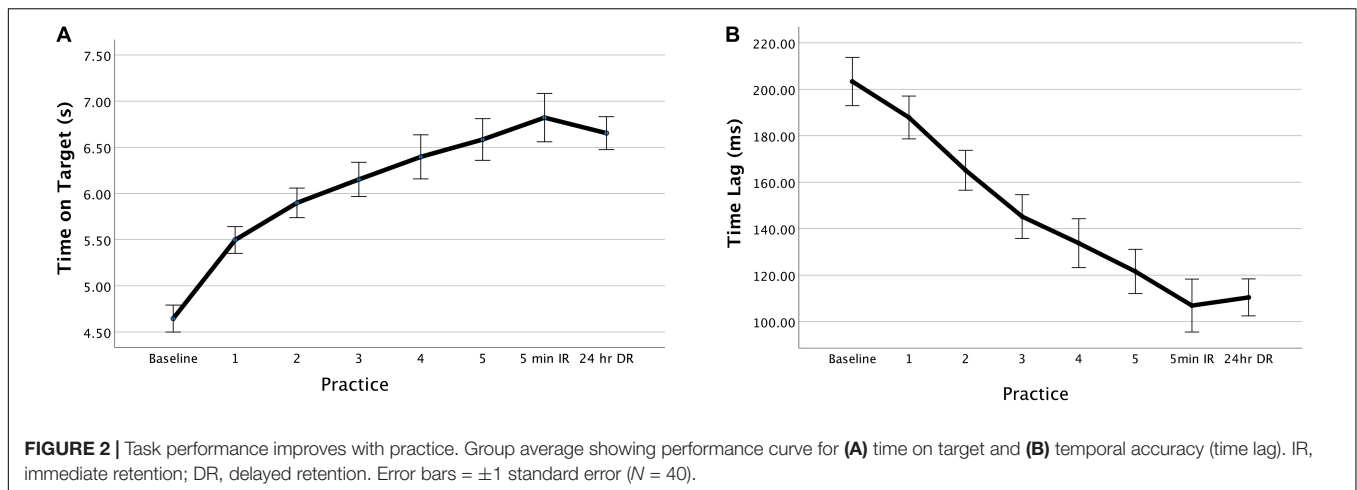 A
7.50
7.00
6.50
6.00
5.50
5.00
4.50
Time on Target (s)
Baseline 1 2 3 4 5 5 min IR 24 hr DR
Practice
B
220.00
200.00
180.00
160.00
140.00
120.00
100.00
Time Lag (ms)
Baseline 1 2 3 4 5 5min IR 24hr DR
Practice
FIGURE 2 | Task performance improves with practice. Group average showing performance curve for (A) time on target and (B) temporal accuracy (time lag). IR,
immediate retention; DR, delayed retention. Error bars = ±1 standard error (N = 40).